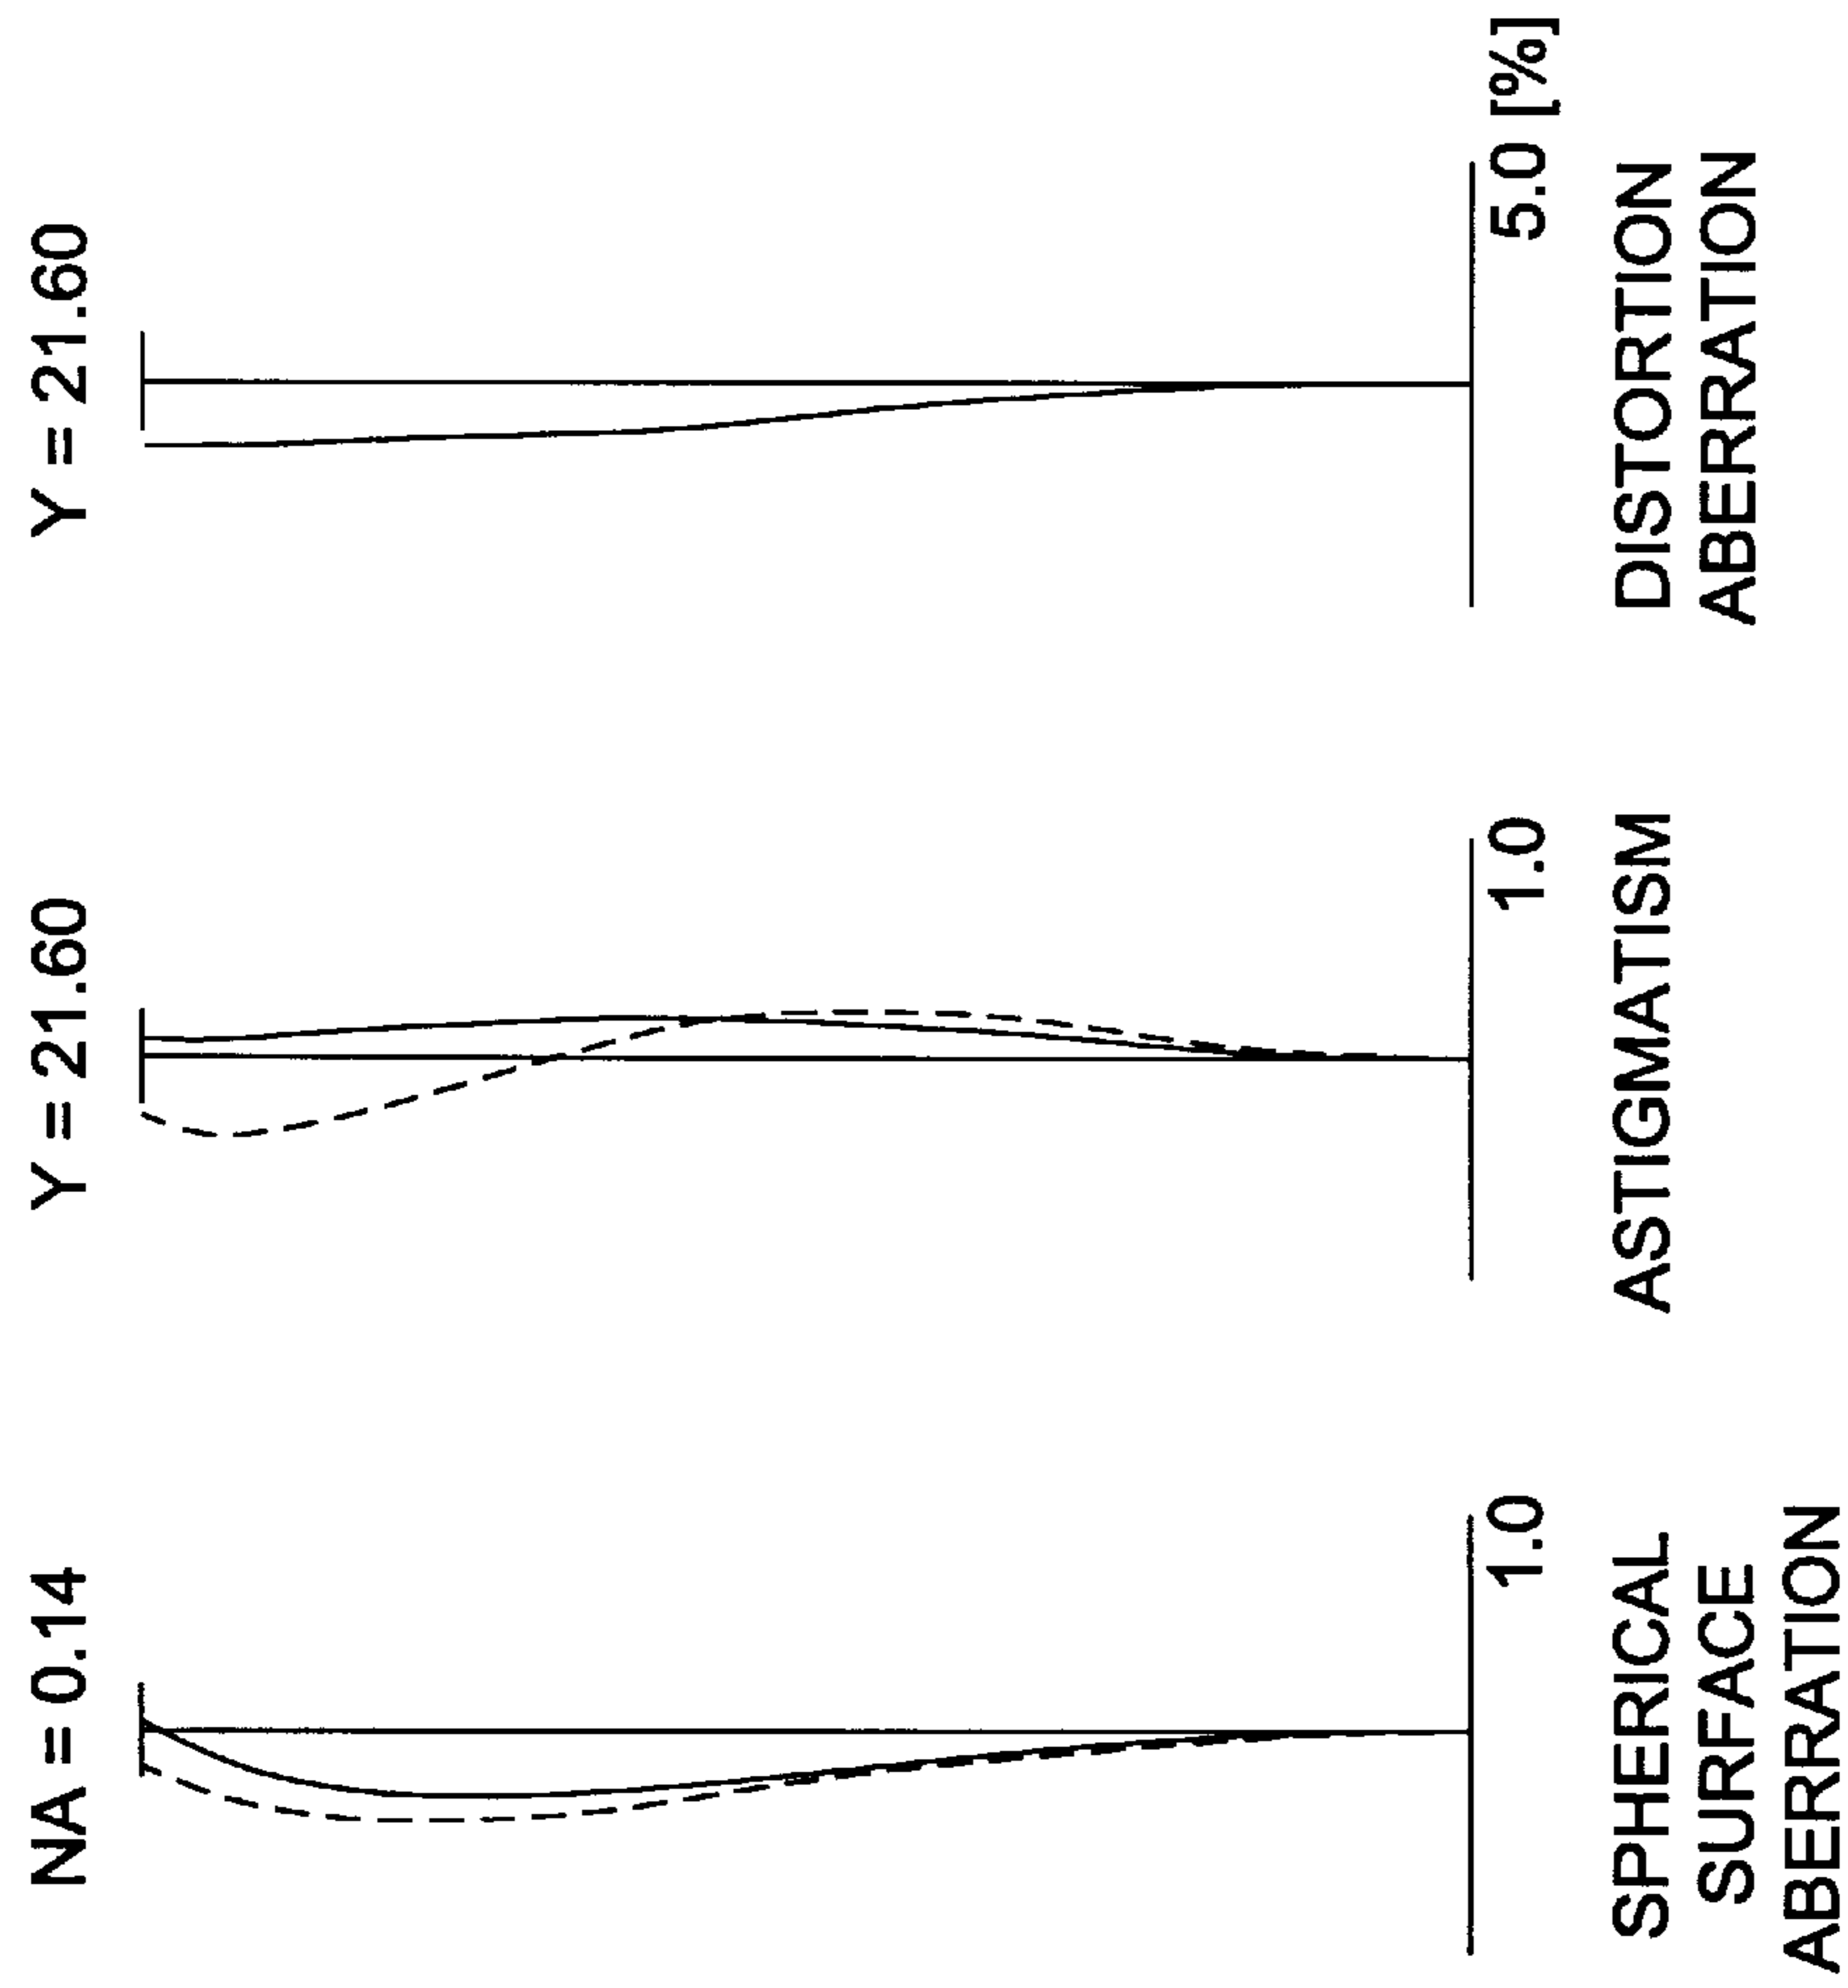 NA = 0.14
1.0
SPHERICAL
SURFACE
ABERRATION
Y = 21.60
1.0
ASTIGMATISM
Y = 21.60
5.0 [%]
DISTORTION
ABERRATION